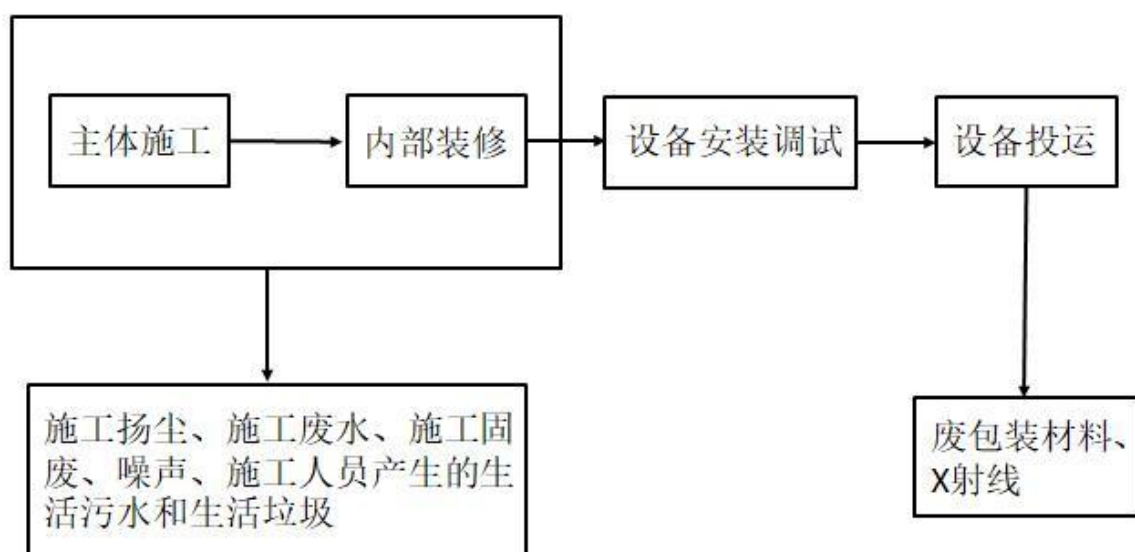 主体施工
内部装修
设备安装调试
设备投运
施工扬尘、施工废水、施工固
废、噪声、施工人员产生的生
活污水和生活垃圾
废包装材料、
X射线